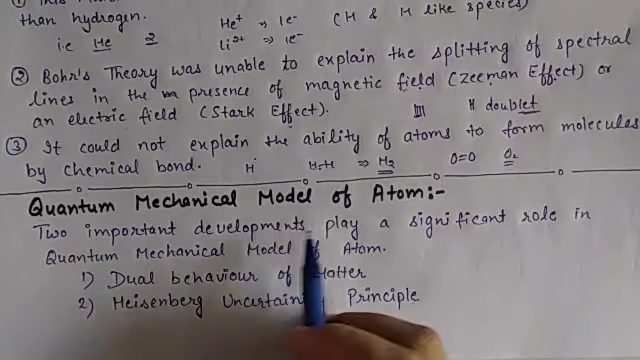 than hydrogen. He⁺ → 1e⁻ (H & H like species)
i.e He 2 Li²⁺ ⇒ 1e⁻
② Bohr's Theory was unable to explain the splitting of spectral
lines in the presence of magnetic field (Zeeman Effect) or
an electric field (Stark Effect). ||| H doublet
③ It could not explain the ability of atoms to form molecules
by chemical bond. H H-H ⇒ H₂ O=O O₂
Quantum Mechanical Model of Atom:-
Two important developments play a significant role in
Quantum Mechanical Model of Atom.
1) Dual behaviour of Matter
2) Heisenberg Uncertainty Principle